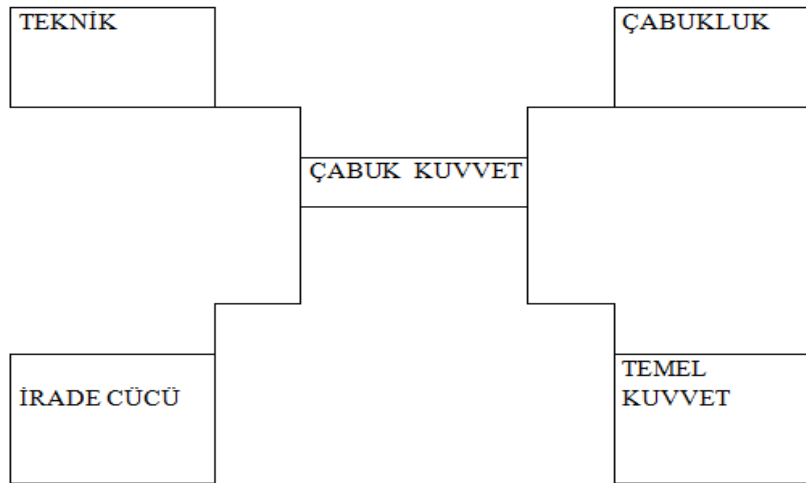 TEKNİK
ÇABUKLUK
ÇABUK KUVVET
İRADE CÜCÜ
TEMEL
KUVVET